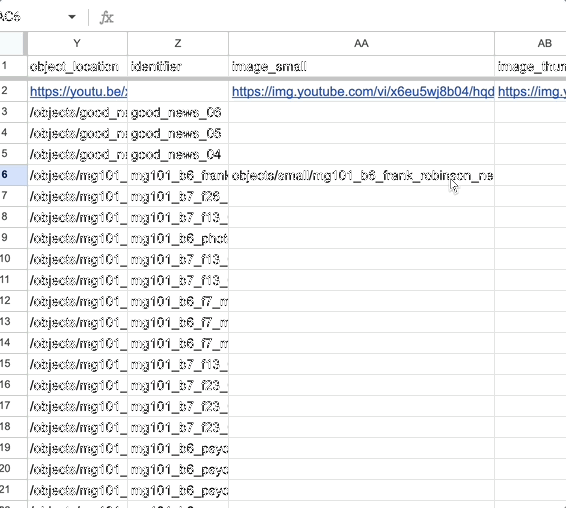 AC6 fx
Y Z AA AB
1 object_location identifier image_small image_thum
2 https://youtu.be/ https://img.youtube.com/vi/x6eu5wj8b04/hqd https://img.y
3 /objects/good_n good_news_06
4 /objects/good_n good_news_05
5 /objects/good_n good_news_04
6 /objects/mg101_ mg101_b6_frank objects/small/mg101_b6_frank_robinson_ne
7 /objects/mg101_ mg101_b7_f26_
8 /objects/mg101_ mg101_b7_f13_
9 /objects/mg101_ mg101_b6_phot
10 /objects/mg101_ mg101_b7_f13_
11 /objects/mg101_ mg101_b7_f13_
12 /objects/mg101_ mg101_b6_f7_m
13 /objects/mg101_ mg101_b6_f7_m
14 /objects/mg101_ mg101_b6_f7_m
15 /objects/mg101_ mg101_b7_f13_
16 /objects/mg101_ mg101_b7_f23_
17 /objects/mg101_ mg101_b7_f23_
18 /objects/mg101_ mg101_b7_f23_
19 /objects/mg101_ mg101_b6_psyc
20 /objects/mg101_ mg101_b6_psyc
21 /objects/mg101_ mg101_b6_psyc